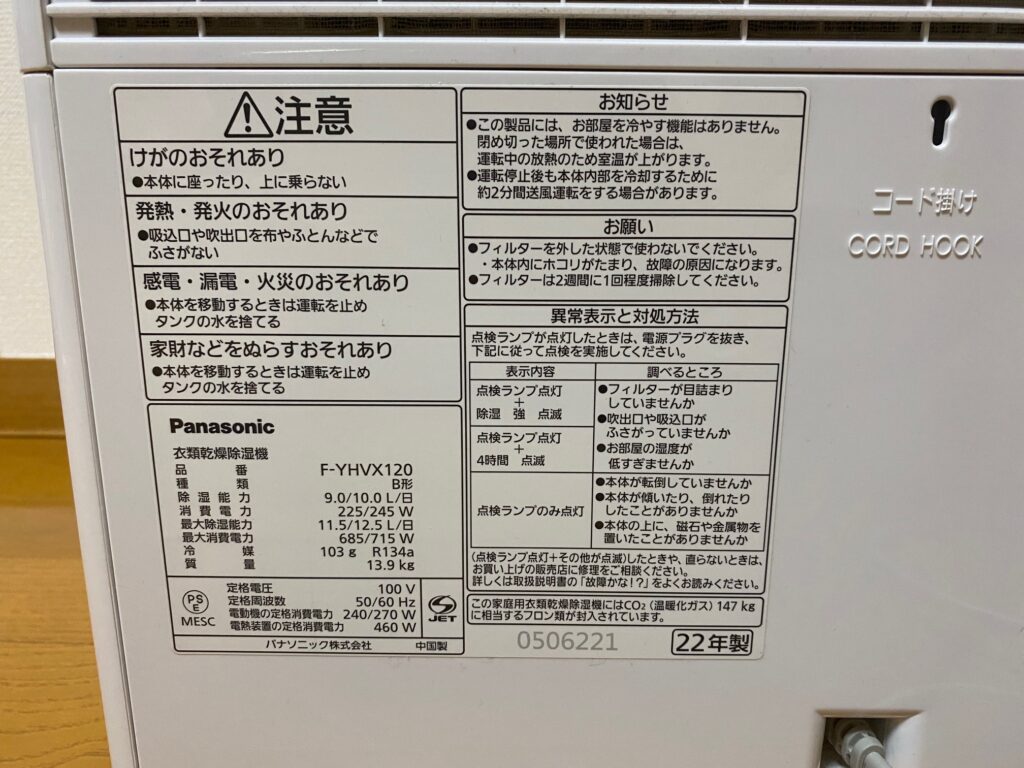 注意
けがのおそれあり
●本体に座ったり、上に乗らない
発熱・発火のおそれあり
●吸込口や吹出口を布やふとんなどで
ふさがない
感電・漏電・火災のおそれあり
●本体を移動するときは運転を止め
タンクの水を捨てる
家財などをぬらすおそれあり
●本体を移動するときは運転を止め
タンクの水を捨てる
Panasonic
衣類乾燥除湿機
品番 F-YHVX120
種類 B形
除湿能力 9.0/10.0 L/日
消費電力 225/245 W
最大除湿能力 11.5/12.5 L/日
最大消費電力 685/715 W
冷媒 103 g R134a
質量 13.9 kg
PS
E
MESC
定格電圧 100 V
定格周波数 50/60 Hz
電動機の定格消費電力 240/270 W
電熱装置の定格消費電力 460 W
S
JET
パナソニック株式会社 中国製
お知らせ
●この製品には、お部屋を冷やす機能はありません。
閉め切った場所で使われた場合は、
運転中の放熱のため室温が上がります。
●運転停止後も本体内部を冷却するために
約2分間送風運転をする場合があります。
お願い
●フィルターを外した状態で使わないでください。
・本体内にホコリがたまり、故障の原因になります。
●フィルターは2週間に1回程度掃除してください。
異常表示と対処方法
点検ランプが点灯したときは、電源プラグを抜き、
下記に従って点検を実施してください。
表示内容 調べるところ
点検ランプ点灯
+
除湿 強 点滅
点検ランプ点灯
+
4時間 点滅
●フィルターが目詰まり
していませんか
●吹出口や吸込口が
ふさがっていませんか
●お部屋の湿度が
低すぎませんか
点検ランプのみ点灯
●本体が転倒していませんか
●本体が傾いたり、倒れたり
したことがありませんか
●本体の上に、磁石や金属物を
置いたことがありませんか
(点検ランプ点灯+その他が点滅)したときや、直らないときは、
お買い上げの販売店に修理をご相談ください。
詳しくは取扱説明書の「故障かな!?」をよくお読みください。
この家庭用衣類乾燥除湿機にはCO₂(温暖化ガス)147 kg
に相当するフロン類が封入されています。
0506221
22年製
コード掛け
CORD HOOK